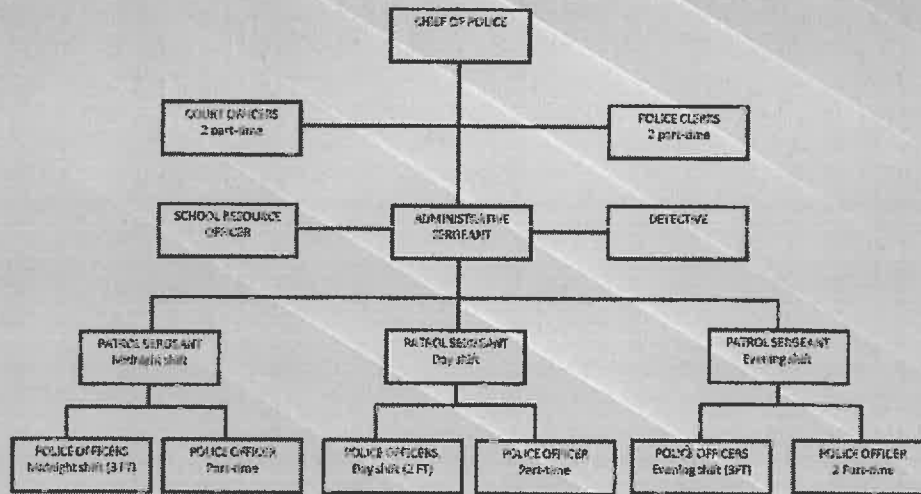 CHIEF OF POLICE
COURT OFFICERS
2 part-time
POLICE CLERKS
2 part-time
SCHOOL RESOURCE
OFFICER
ADMINISTRATIVE
SERGEANT
DETECTIVE
PATROL SERGEANT
Midnight shift
PATROL SERGEANT
Day shift
PATROL SERGEANT
Evening shift
POLICE OFFICERS
Midnight shift (3 FT)
POLICE OFFICER
Part-time
POLICE OFFICERS
Day shift (2 FT)
POLICE OFFICER
Part-time
POLICE OFFICERS
Evening shift (3FT)
POLICE OFFICER
2 Part-time